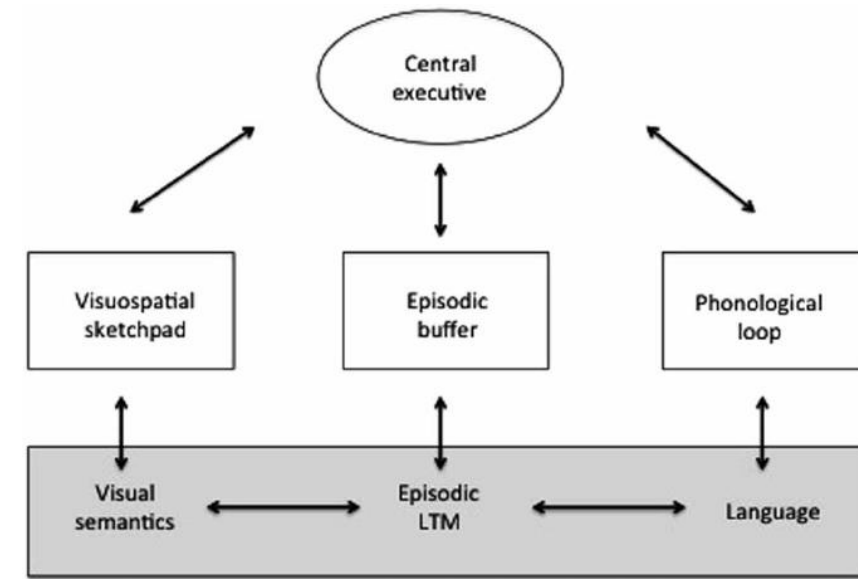 Central
executive
Visuospatial
sketchpad
Episodic
buffer
Phonological
loop
Visual
semantics
Episodic
LTM
Language